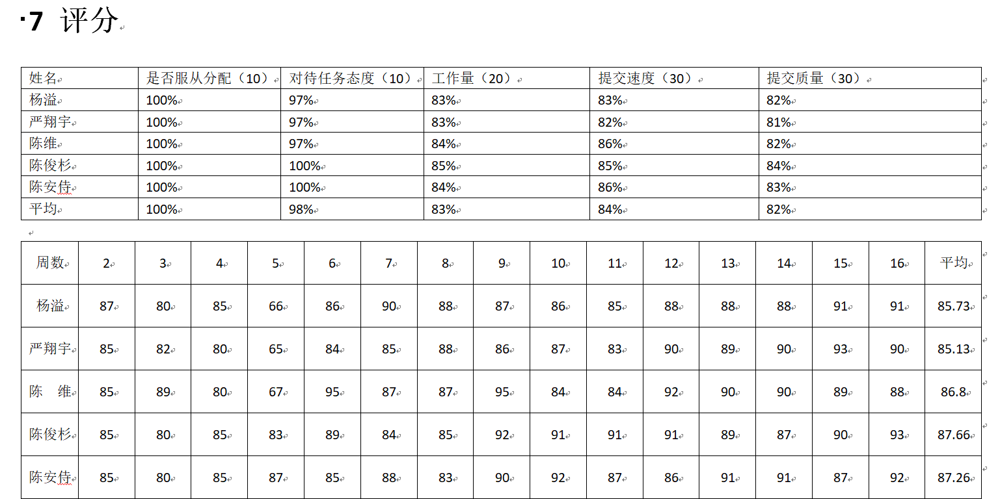 7 评分
姓名 是否服从分配（10） 对待任务态度（10） 工作量（20） 提交速度（30） 提交质量（30）
杨溢 100% 97% 83% 83% 82%
严翔宇 100% 97% 83% 82% 81%
陈维 100% 97% 84% 86% 82%
陈俊杉 100% 100% 85% 85% 84%
陈安侍 100% 100% 84% 86% 83%
平均 100% 98% 83% 84% 82%
周数 2 3 4 5 6 7 8 9 10 11 12 13 14 15 16 平均
杨溢 87 80 85 66 86 90 88 87 86 85 88 88 88 91 91 85.73
严翔宇 85 82 80 65 84 85 88 86 87 83 90 89 90 93 90 85.13
陈 维 85 89 80 67 95 87 87 95 84 84 92 90 90 89 88 86.8
陈俊杉 85 80 85 83 89 84 85 92 91 91 91 89 87 90 93 87.66
陈安侍 85 80 85 87 85 88 83 90 92 87 86 91 91 87 92 87.26